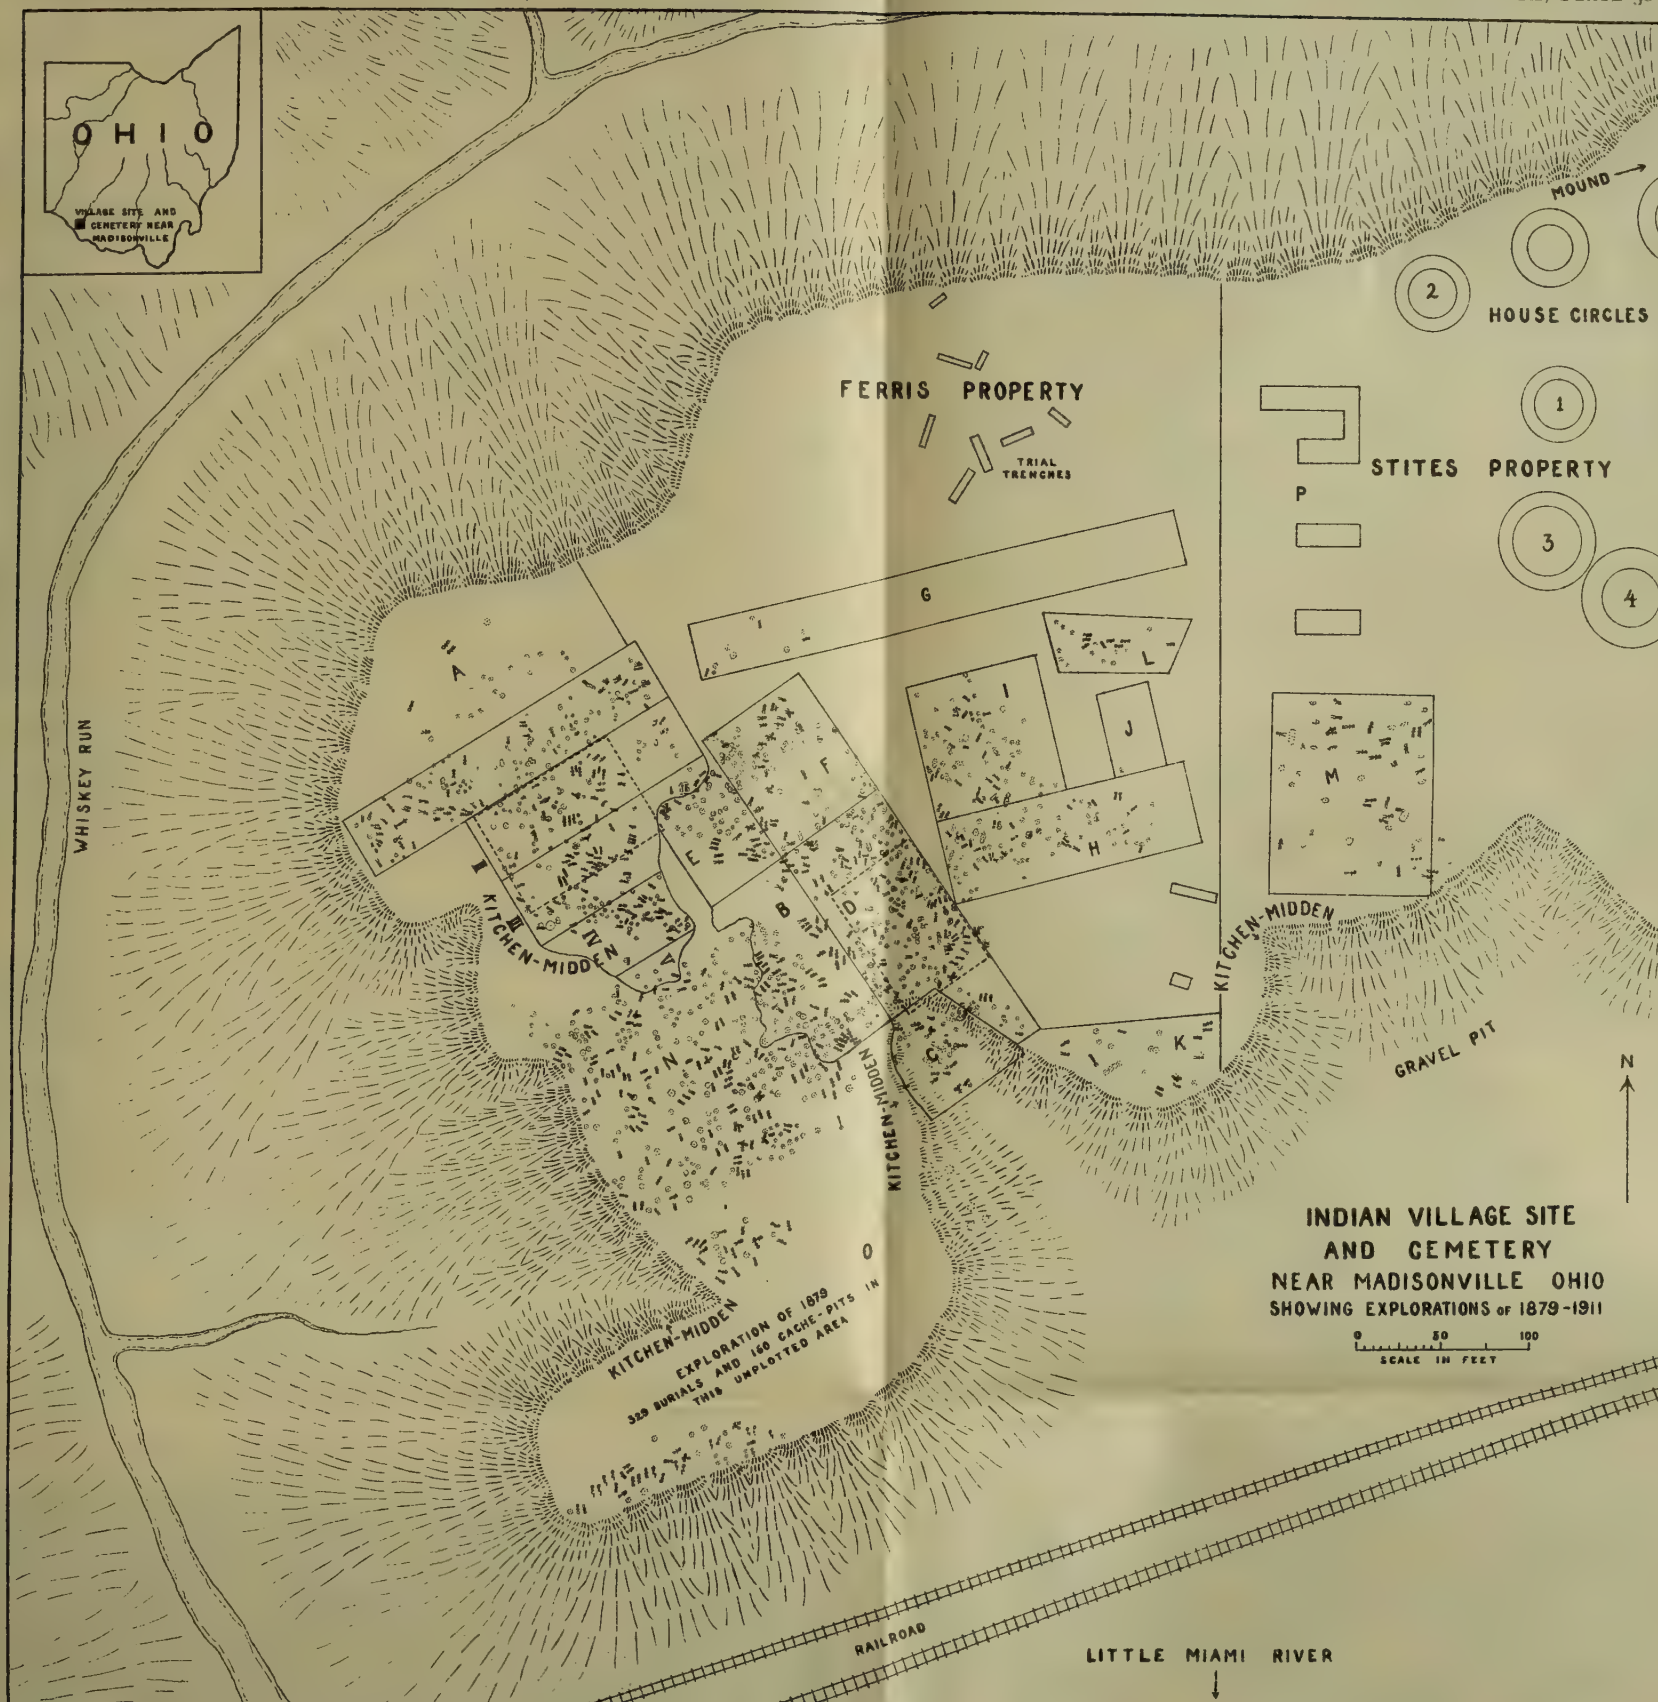 OHIO
VILLAGE SITE AND
CEMETERY NEAR
MADISONVILLE
MOUND
2
HOUSE CIRCLES
FERRIS PROPERTY
1
TRIAL
TRENCHES
STITES PROPERTY
P
3
4
G
A
L
I
J
WHISKEY RUN
F
M
H
E
II
B
D
III
IV
V
KITCHEN-MIDDEN
KITCHEN-MIDDEN
N
C
K
KITCHEN-MIDDEN
GRAVEL PIT
N
O
KITCHEN-MIDDEN
EXPLORATION OF 1879
329 BURIALS AND 160 CACHE-PITS IN
THIS UNPLOTTED AREA
INDIAN VILLAGE SITE
AND CEMETERY
NEAR MADISONVILLE OHIO
SHOWING EXPLORATIONS OF 1879-1911
0 50 100
SCALE IN FEET
RAILROAD
LITTLE MIAMI RIVER